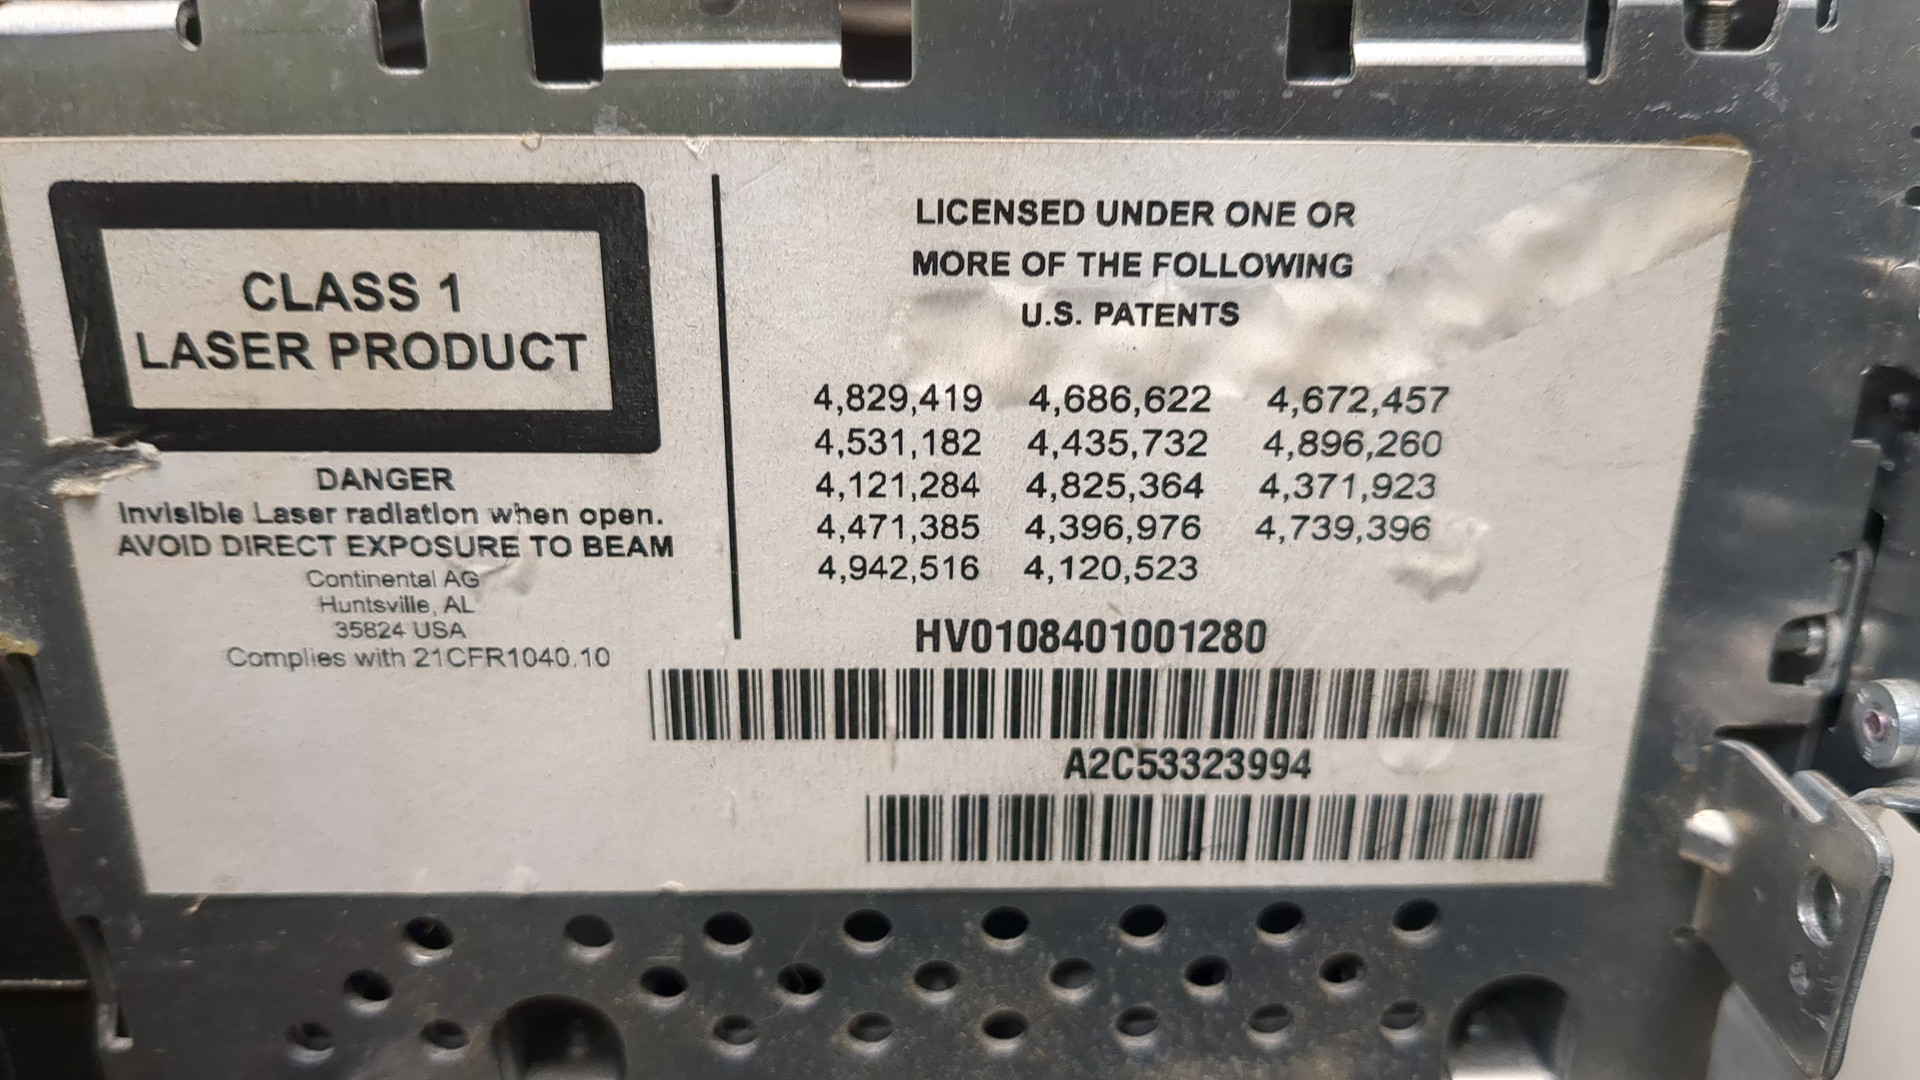 CLASS 1
LASER PRODUCT
DANGER
Invisible Laser radiation when open.
AVOID DIRECT EXPOSURE TO BEAM
Continental AG
Huntsville, AL
35824 USA
Complies with 21CFR1040.10
LICENSED UNDER ONE OR
MORE OF THE FOLLOWING
U.S. PATENTS
4,829,419 4,686,622 4,672,457
4,531,182 4,435,732 4,896,260
4,121,284 4,825,364 4,371,923
4,471,385 4,396,976 4,739,396
4,942,516 4,120,523
HV0108401001280
A2C53323994